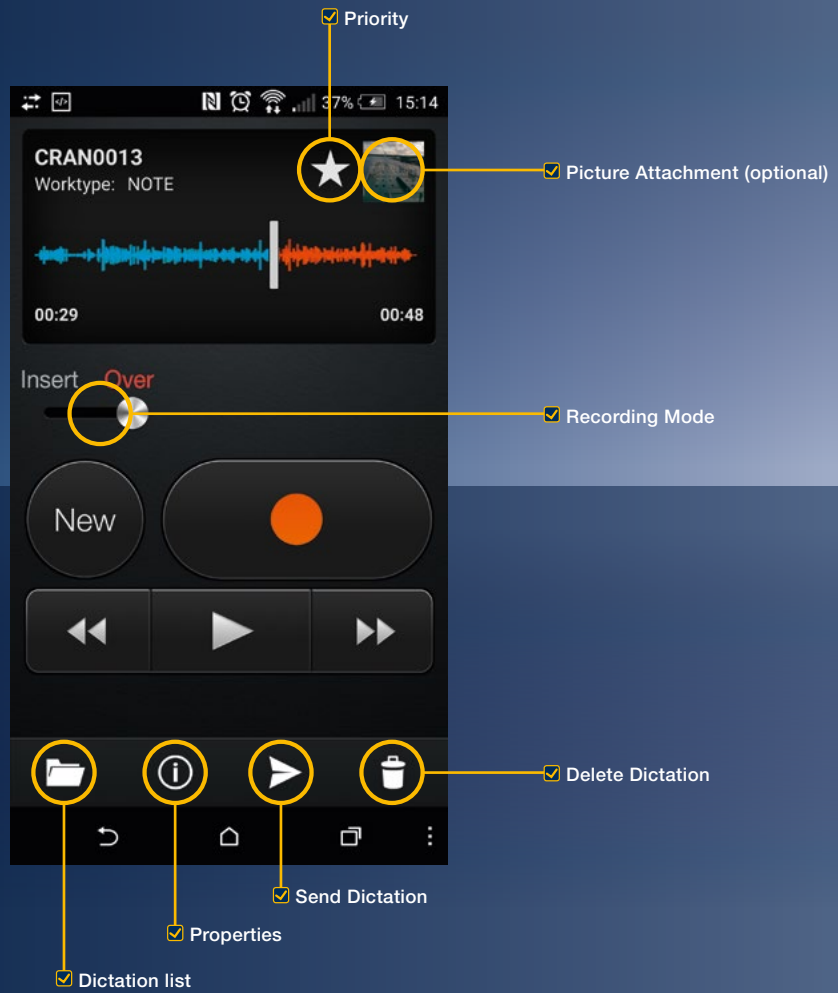 Priority
37% 15:14
CRAN0013
Worktype: NOTE
Picture Attachment (optional)
00:29 00:48
Insert Over
Recording Mode
New
Delete Dictation
Send Dictation
Properties
Dictation list